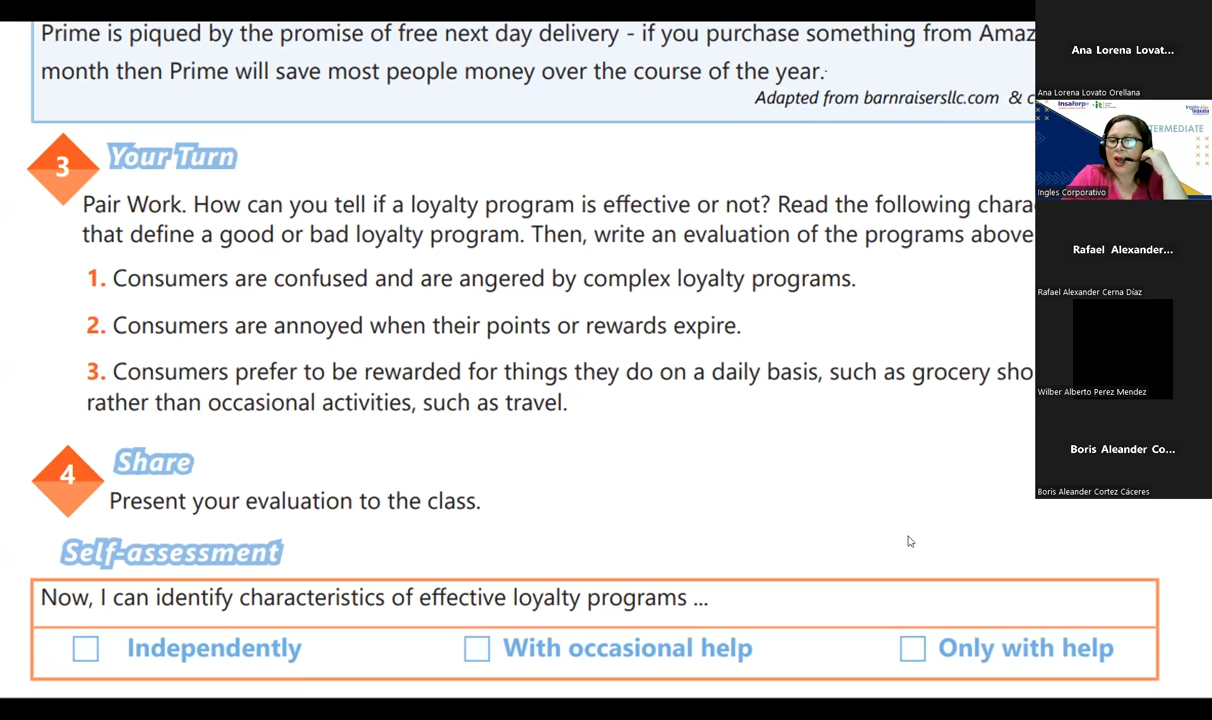 Prime is piqued by the promise of free next day delivery - if you purchase something from Amaz
month then Prime will save most people money over the course of the year.
Adapted from barnraisersllc.com & c
3
Your Turn
Pair Work. How can you tell if a loyalty program is effective or not? Read the following chara
that define a good or bad loyalty program. Then, write an evaluation of the programs above
1. Consumers are confused and are angered by complex loyalty programs.
2. Consumers are annoyed when their points or rewards expire.
3. Consumers prefer to be rewarded for things they do on a daily basis, such as grocery sho
rather than occasional activities, such as travel.
4
Share
Present your evaluation to the class.
Self-assessment
Now, I can identify characteristics of effective loyalty programs ...
Independently
With occasional help
Only with help
Ana Lorena Lovat...
Ana Lorena Lovato Orellana
Insaforp
it
TERMEDIATE
Ingles Corporativo
Rafael Alexander...
Rafael Alexander Cerna Díaz
Wilber Alberto Perez Mendez
Boris Aleander Co...
Boris Aleander Cortez Cáceres